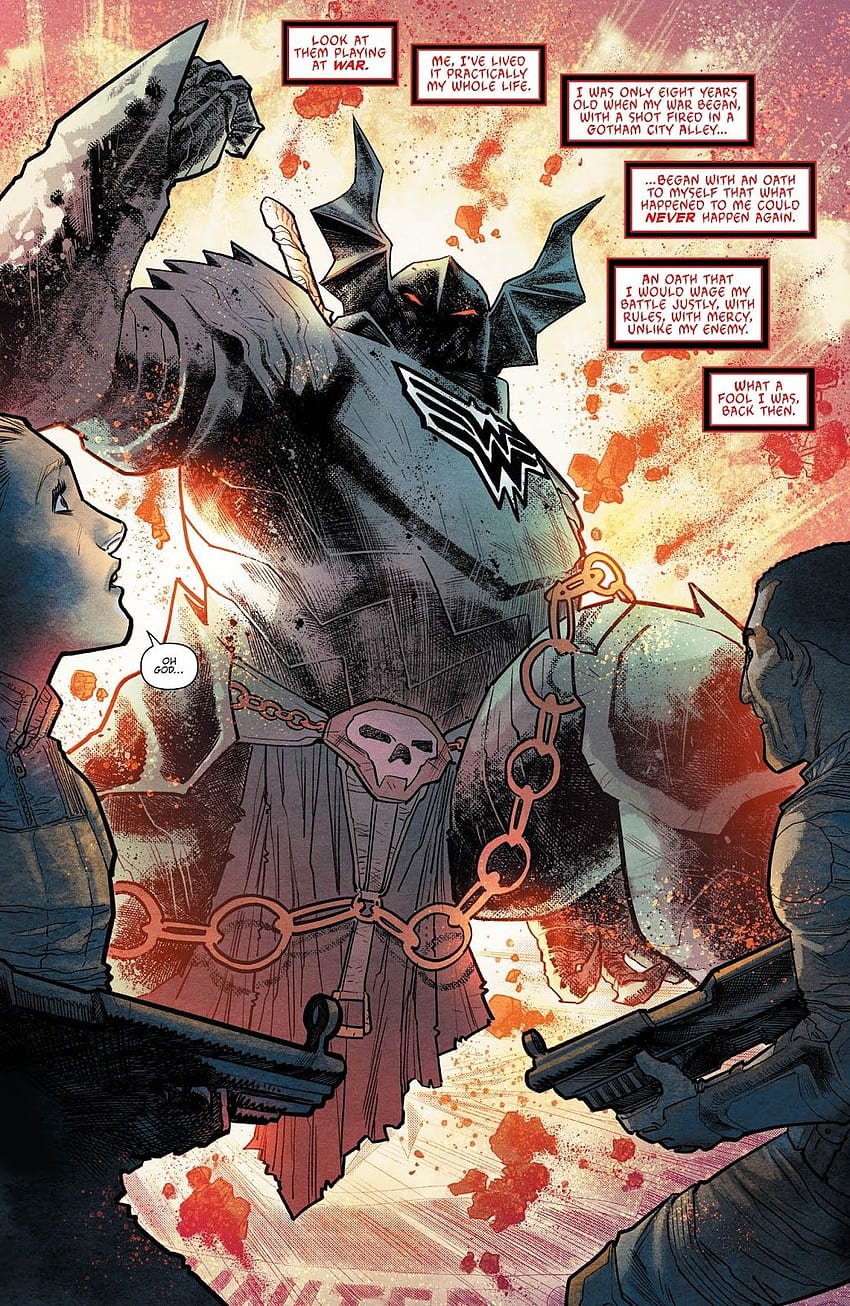 LOOK AT
THEM PLAYING
AT WAR.
ME, I'VE LIVED
IT PRACTICALLY
MY WHOLE LIFE.
I WAS ONLY EIGHT YEARS
OLD WHEN MY WAR BEGAN,
WITH A SHOT FIRED IN A
GOTHAM CITY ALLEY...
...BEGAN WITH AN OATH
TO MYSELF THAT WHAT
HAPPENED TO ME COULD
NEVER HAPPEN AGAIN.
AN OATH THAT
I WOULD WAGE MY
BATTLE JUSTLY, WITH
RULES, WITH MERCY,
UNLIKE MY ENEMY.
WHAT A
FOOL I WAS,
BACK THEN.
OH
GOD...